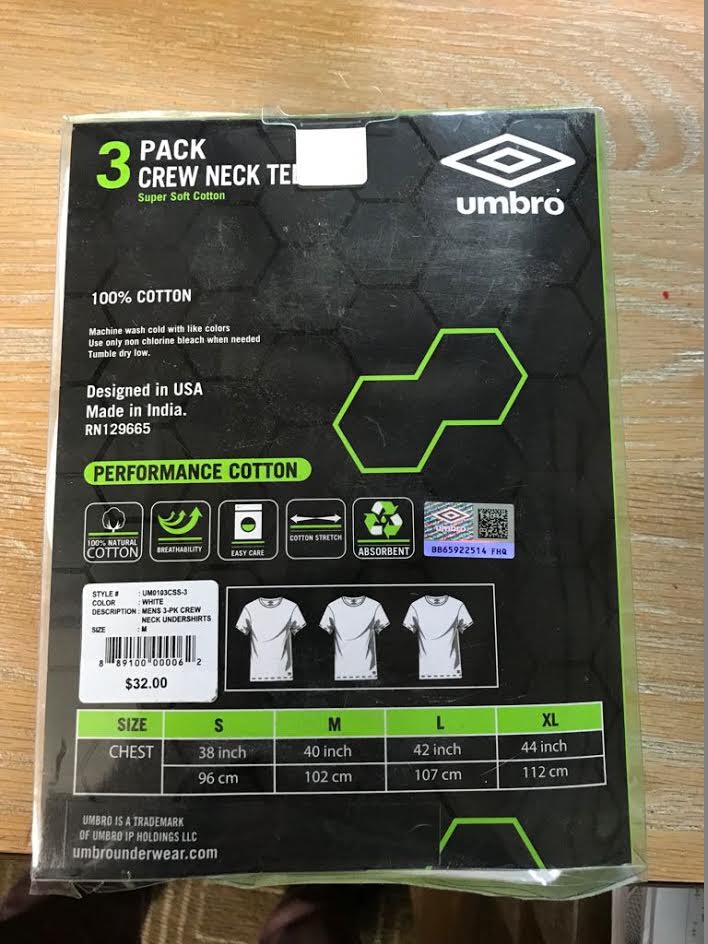 3 PACK
CREW NECK
Super Soft Cotton
umbro
100% COTTON
Machine wash cold with like colors
Use only non chlorine bleach when needed
Tumble dry low.
Designed in USA
Made in India.
RN129665
PERFORMANCE COTTON
100% NATURAL COTTON
BREATHABILITY
EASY CARE
COTTON STRETCH
ABSORBENT
umbro
BB65922514 FHQ
STYLE # : UM0103CSS-3
COLOR : WHITE
DESCRIPTION : MENS 3-PK CREW
NECK UNDERSHIRTS
SIZE : M
8 89100 00006 2
$32.00
SIZE S M L XL
CHEST 38 inch 40 inch 42 inch 44 inch
96 cm 102 cm 107 cm 112 cm
UMBRO IS A TRADEMARK
OF UMBRO IP HOLDINGS LLC
umbrounderwear.com